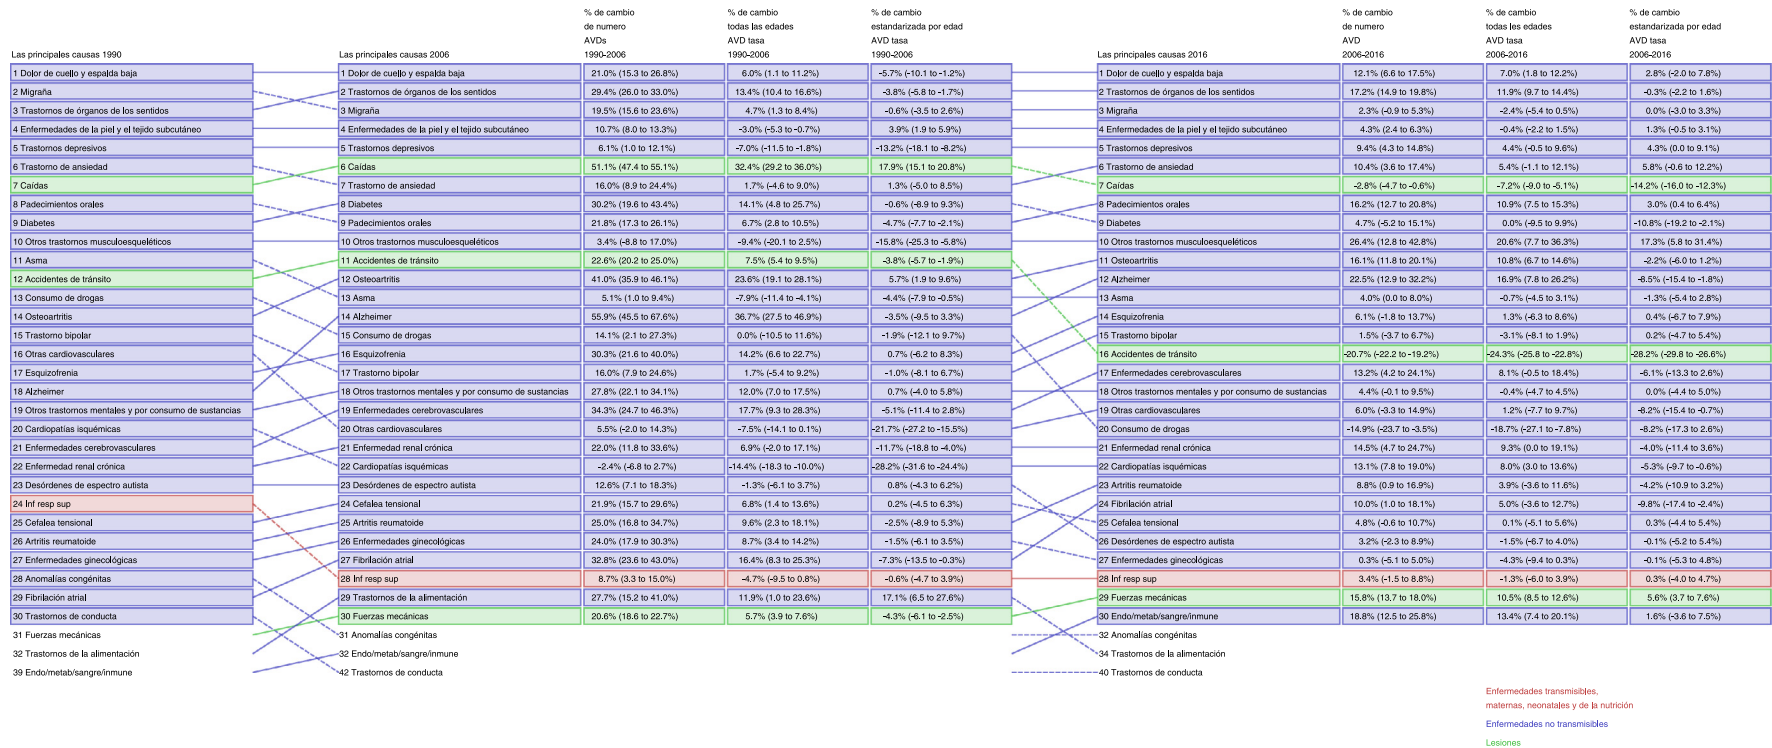 % de cambio % de cambio % de cambio % de cambio % de cambio % de cambio
de numero todas las edades estandarizada por edad de numero todas las edades estandarizada por edad
AVDs AVD tasa AVD tasa AVD AVD tasa AVD tasa
Las principales causas 1990 Las principales causas 2006 1990-2006 1990-2006 1990-2006 Las principales causas 2016 2006-2016 2006-2016 2006-2016
1 Dolor de cuello y espalda baja 1 Dolor de cuello y espalda baja 21.0% (15.3 to 26.8%) 6.0% (1.1 to 11.2%) -5.7% (-10.1 to -1.2%) 1 Dolor de cuello y espalda baja 12.1% (6.6 to 17.5%) 7.0% (1.8 to 12.2%) 2.8% (-2.0 to 7.8%)
2 Migraña 2 Trastornos de órganos de los sentidos 29.4% (26.0 to 33.0%) 13.4% (10.4 to 16.6%) -3.8% (-5.8 to -1.7%) 2 Trastornos de órganos de los sentidos 17.2% (14.9 to 19.8%) 11.9% (9.7 to 14.4%) -0.3% (-2.2 to 1.6%)
3 Trastornos de órganos de los sentidos 3 Migraña 19.5% (15.6 to 23.6%) 4.7% (1.3 to 8.4%) -0.6% (-3.5 to 2.6%) 3 Migraña 2.3% (-0.9 to 5.3%) -2.4% (-5.4 to 0.5%) 0.0% (-3.0 to 3.3%)
4 Enfermedades de la piel y el tejido subcutáneo 4 Enfermedades de la piel y el tejido subcutáneo 10.7% (8.0 to 13.3%) -3.0% (-5.3 to -0.7%) 3.9% (1.9 to 5.9%) 4 Enfermedades de la piel y el tejido subcutáneo 4.3% (2.4 to 6.3%) -0.4% (-2.2 to 1.5%) 1.3% (-0.5 to 3.1%)
5 Trastornos depresivos 5 Trastornos depresivos 6.1% (1.0 to 12.1%) -7.0% (-11.5 to -1.8%) -13.2% (-18.1 to -8.2%) 5 Trastornos depresivos 9.4% (4.3 to 14.8%) 4.4% (-0.5 to 9.6%) 4.3% (0.0 to 9.1%)
6 Trastorno de ansiedad 6 Caídas 51.1% (47.4 to 55.1%) 32.4% (29.2 to 36.0%) 17.9% (15.1 to 20.8%) 6 Trastorno de ansiedad 10.4% (3.6 to 17.4%) 5.4% (-1.1 to 12.1%) 5.8% (-0.6 to 12.2%)
7 Caídas 7 Trastorno de ansiedad 16.0% (8.9 to 24.4%) 1.7% (-4.6 to 9.0%) 1.3% (-5.0 to 8.5%) 7 Caídas -2.8% (-4.7 to -0.6%) -7.2% (-9.0 to -5.1%) -14.2% (-16.0 to -12.3%)
8 Padecimientos orales 8 Diabetes 30.2% (19.6 to 43.4%) 14.1% (4.8 to 25.7%) -0.6% (-8.9 to 9.3%) 8 Padecimientos orales 16.2% (12.7 to 20.8%) 10.9% (7.5 to 15.3%) 3.0% (0.4 to 6.4%)
9 Diabetes 9 Padecimientos orales 21.8% (17.3 to 26.1%) 6.7% (2.8 to 10.5%) -4.7% (-7.7 to -2.1%) 9 Diabetes 4.7% (-5.2 to 15.1%) 0.0% (-9.5 to 9.9%) -10.8% (-19.2 to -2.1%)
10 Otros trastornos musculoesqueléticos 10 Otros trastornos musculoesqueléticos 3.4% (-8.8 to 17.0%) -9.4% (-20.1 to 2.5%) -15.8% (-25.3 to -5.8%) 10 Otros trastornos musculoesqueléticos 26.4% (12.8 to 42.8%) 20.6% (7.7 to 36.3%) 17.3% (5.8 to 31.4%)
11 Asma 11 Accidentes de tránsito 22.6% (20.2 to 25.0%) 7.5% (5.4 to 9.5%) -3.8% (-5.7 to -1.9%) 11 Osteoartritis 16.1% (11.8 to 20.1%) 10.8% (6.7 to 14.6%) -2.2% (-6.0 to 1.2%)
12 Accidentes de tránsito 12 Osteoartritis 41.0% (35.9 to 46.1%) 23.6% (19.1 to 28.1%) 5.7% (1.9 to 9.6%) 12 Alzheimer 22.5% (12.9 to 32.2%) 16.9% (7.8 to 26.2%) -8.5% (-15.4 to -1.8%)
13 Consumo de drogas 13 Asma 5.1% (1.0 to 9.4%) -7.9% (-11.4 to -4.1%) -4.4% (-7.9 to -0.5%) 13 Asma 4.0% (0.0 to 8.0%) -0.7% (-4.5 to 3.1%) -1.3% (-5.4 to 2.8%)
14 Osteoartritis 14 Alzheimer 55.9% (45.5 to 67.6%) 36.7% (27.5 to 46.9%) -3.5% (-9.5 to 3.3%) 14 Esquizofrenia 6.1% (-1.8 to 13.7%) 1.3% (-6.3 to 8.6%) 0.4% (-6.7 to 7.9%)
15 Trastorno bipolar 15 Consumo de drogas 14.1% (2.1 to 27.3%) 0.0% (-10.5 to 11.6%) -1.9% (-12.1 to 9.7%) 15 Trastorno bipolar 1.5% (-3.7 to 6.7%) -3.1% (-8.1 to 1.9%) 0.2% (-4.7 to 5.4%)
16 Otras cardiovasculares 16 Esquizofrenia 30.3% (21.6 to 40.0%) 14.2% (6.6 to 22.7%) 0.7% (-6.2 to 8.3%) 16 Accidentes de tránsito -20.7% (-22.2 to -19.2%) -24.3% (-25.8 to -22.8%) -28.2% (-29.8 to -26.6%)
17 Esquizofrenia 17 Trastorno bipolar 16.0% (7.9 to 24.6%) 1.7% (-5.4 to 9.2%) -1.0% (-8.1 to 6.7%) 17 Enfermedades cerebrovasculares 13.2% (4.2 to 24.1%) 8.1% (-0.5 to 18.4%) -6.1% (-13.3 to 2.6%)
18 Alzheimer 18 Otros trastornos mentales y por consumo de sustancias 27.8% (22.1 to 34.1%) 12.0% (7.0 to 17.5%) 0.7% (-4.0 to 5.8%) 18 Otros trastornos mentales y por consumo de sustancias 4.4% (-0.1 to 9.5%) -0.4% (-4.7 to 4.5%) 0.0% (-4.4 to 5.0%)
19 Otros trastornos mentales y por consumo de sustancias 19 Enfermedades cerebrovasculares 34.3% (24.7 to 46.3%) 17.7% (9.3 to 28.3%) -5.1% (-11.4 to 2.8%) 19 Otras cardiovasculares 6.0% (-3.3 to 14.9%) 1.2% (-7.7 to 9.7%) -8.2% (-15.4 to -0.7%)
20 Cardiopatías isquémicas 20 Otras cardiovasculares 5.5% (-2.0 to 14.3%) -7.5% (-14.1 to 0.1%) -21.7% (-27.2 to -15.5%) 20 Consumo de drogas -14.9% (-23.7 to -3.5%) -18.7% (-27.1 to -7.8%) -8.2% (-17.3 to 2.6%)
21 Enfermedades cerebrovasculares 21 Enfermedad renal crónica 22.0% (11.8 to 33.6%) 6.9% (-2.0 to 17.1%) -11.7% (-18.8 to -4.0%) 21 Enfermedad renal crónica 14.5% (4.7 to 24.7%) 9.3% (0.0 to 19.1%) -4.0% (-11.4 to 3.6%)
22 Enfermedad renal crónica 22 Cardiopatías isquémicas -2.4% (-6.8 to 2.7%) -14.4% (-18.3 to -10.0%) -28.2% (-31.6 to -24.4%) 22 Cardiopatías isquémicas 13.1% (7.8 to 19.0%) 8.0% (3.0 to 13.6%) -5.3% (-9.7 to -0.6%)
23 Desórdenes de espectro autista 23 Desórdenes de espectro autista 12.6% (7.1 to 18.3%) -1.3% (-6.1 to 3.7%) 0.8% (-4.3 to 6.2%) 23 Artritis reumatoide 8.8% (0.9 to 16.9%) 3.9% (-3.6 to 11.6%) -4.2% (-10.9 to 3.2%)
24 Inf resp sup 24 Cefalea tensional 21.9% (15.7 to 29.6%) 6.8% (1.4 to 13.6%) 0.2% (-4.5 to 6.3%) 24 Fibrilación atrial 10.0% (1.0 to 18.1%) 5.0% (-3.6 to 12.7%) -9.8% (-17.4 to -2.4%)
25 Cefalea tensional 25 Artritis reumatoide 25.0% (16.8 to 34.7%) 9.6% (2.3 to 18.1%) -2.5% (-8.9 to 5.3%) 25 Cefalea tensional 4.8% (-0.6 to 10.7%) 0.1% (-5.1 to 5.6%) 0.3% (-4.4 to 5.4%)
26 Artritis reumatoide 26 Enfermedades ginecológicas 24.0% (17.9 to 30.3%) 8.7% (3.4 to 14.2%) -1.5% (-6.1 to 3.5%) 26 Desórdenes de espectro autista 3.2% (-2.3 to 8.9%) -1.5% (-6.7 to 4.0%) -0.1% (-5.2 to 5.4%)
27 Enfermedades ginecológicas 27 Fibrilación atrial 32.8% (23.6 to 43.0%) 16.4% (8.3 to 25.3%) -7.3% (-13.5 to -0.3%) 27 Enfermedades ginecológicas 0.3% (-5.1 to 5.0%) -4.3% (-9.4 to 0.3%) -0.1% (-5.3 to 4.8%)
28 Anomalías congénitas 28 Inf resp sup 8.7% (3.3 to 15.0%) -4.7% (-9.5 to 0.8%) -0.6% (-4.7 to 3.9%) 28 Inf resp sup 3.4% (-1.5 to 8.8%) -1.3% (-6.0 to 3.9%) 0.3% (-4.0 to 4.7%)
29 Fibrilación atrial 29 Trastornos de la alimentación 27.7% (15.2 to 41.0%) 11.9% (1.0 to 23.6%) 17.1% (6.5 to 27.6%) 29 Fuerzas mecánicas 15.8% (13.7 to 18.0%) 10.5% (8.5 to 12.6%) 5.6% (3.7 to 7.6%)
30 Trastornos de conducta 30 Fuerzas mecánicas 20.6% (18.6 to 22.7%) 5.7% (3.9 to 7.6%) -4.3% (-6.1 to -2.5%) 30 Endo/metab/sangre/inmune 18.8% (12.5 to 25.8%) 13.4% (7.4 to 20.1%) 1.6% (-3.6 to 7.5%)
31 Fuerzas mecánicas 31 Anomalías congénitas 32 Anomalías congénitas
32 Trastornos de la alimentación 32 Endo/metab/sangre/inmune 34 Trastornos de la alimentación
39 Endo/metab/sangre/inmune 42 Trastornos de conducta 40 Trastornos de conducta
Enfermedades transmisibles,
maternas, neonatales y de la nutrición
Enfermedades no transmisibles
Lesiones